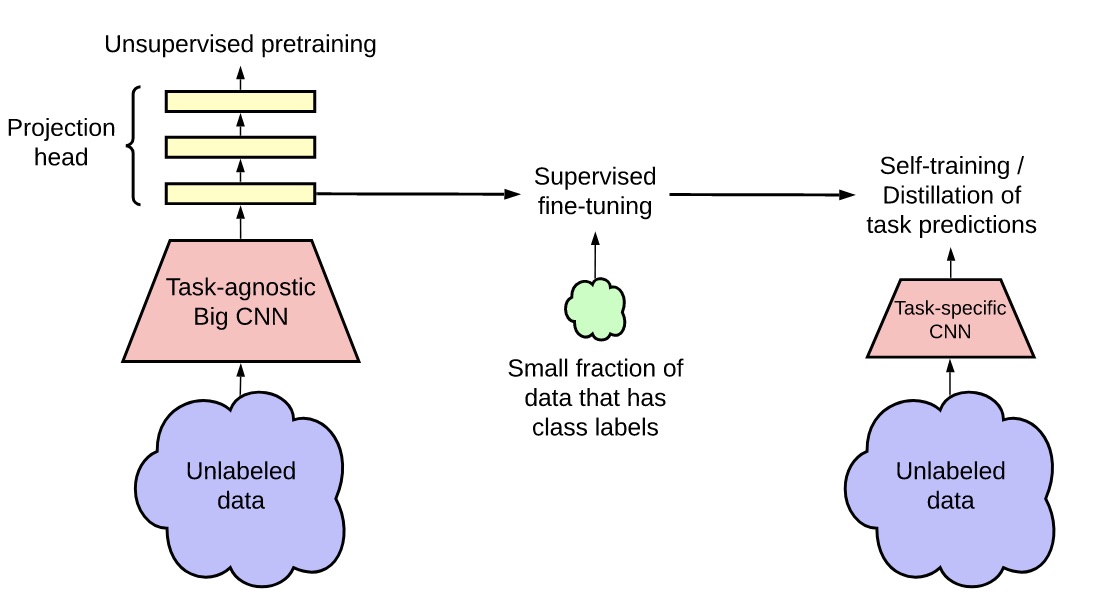 Unsupervised pretraining
Projection
head
Task-agnostic
Big CNN
Unlabeled
data
Supervised
fine-tuning
Small fraction of
data that has
class labels
Self-training /
Distillation of
task predictions
Task-specific
CNN
Unlabeled
data